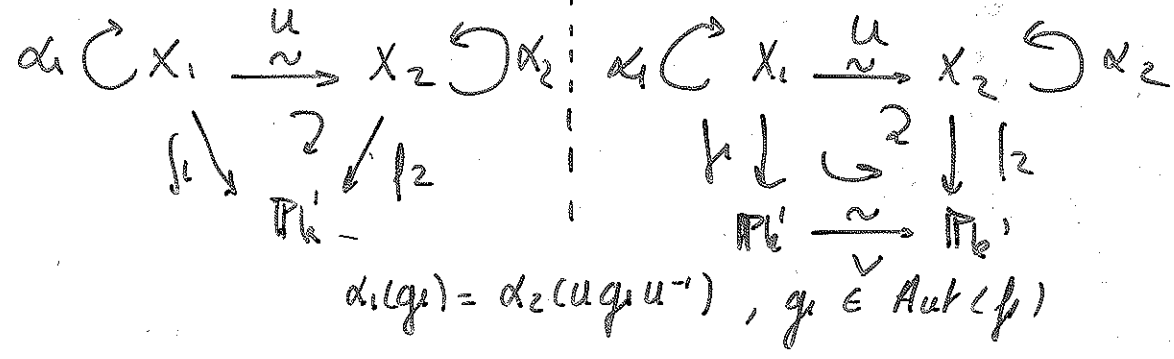 α₁ X₁ u ~ X₂ α₂ α₁ X₁ u ~ X₂ α₂
f₁ f₂ f₁ f₂
ℙ¹ₖ ℙ¹ₖ ~ ℙ¹ₖ
v
α₁(g₁) = α₂(u g₁ u⁻¹) , g₁ ∈ Aut(f₁)